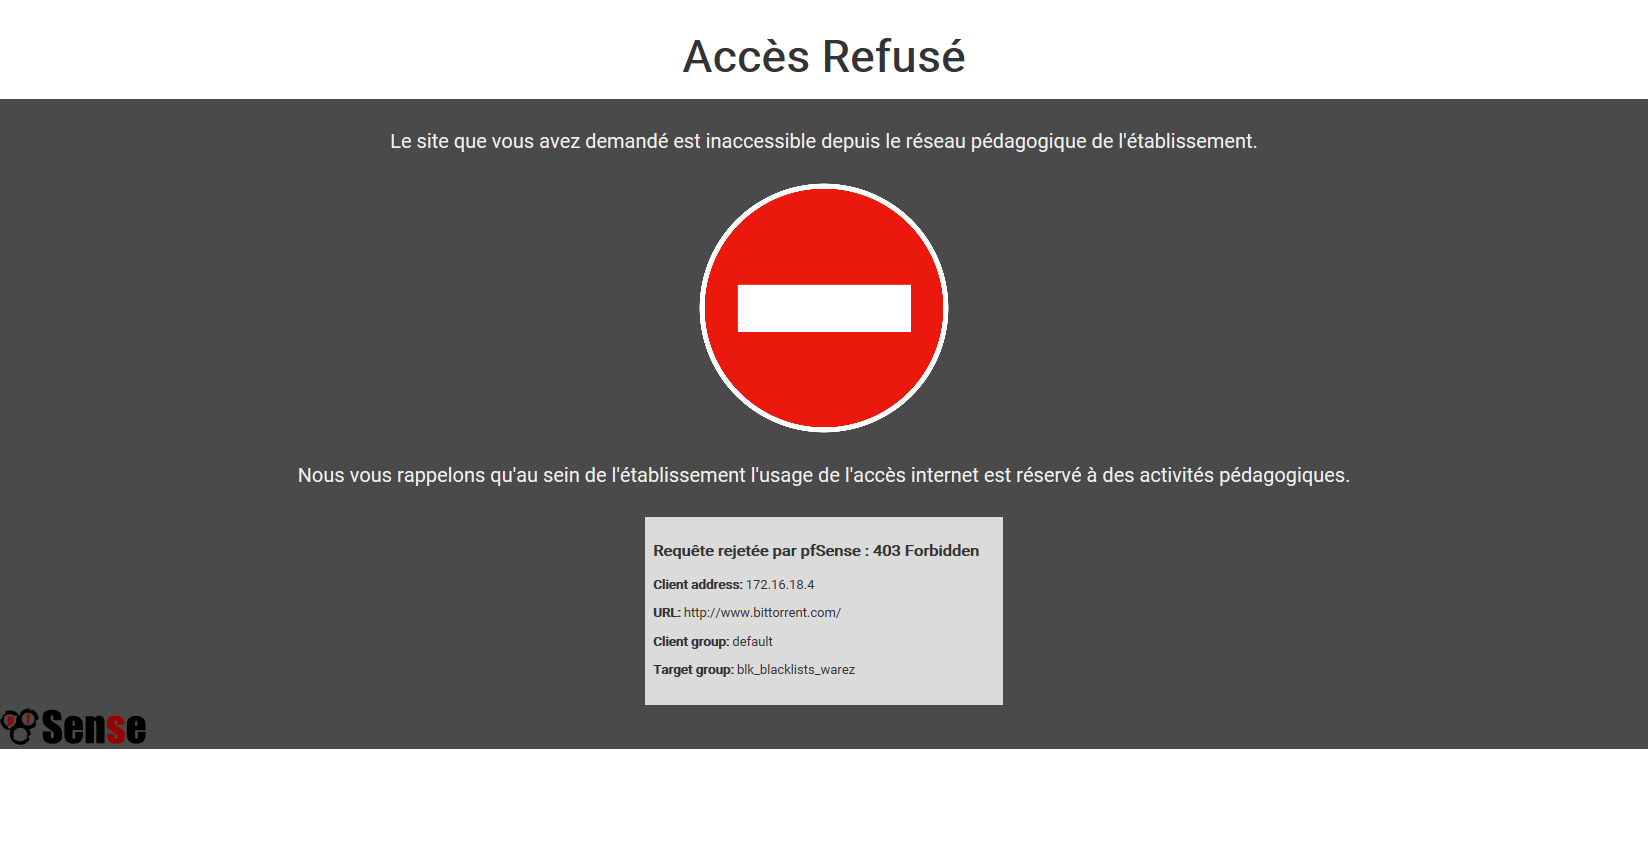 Accès Refusé
Le site que vous avez demandé est inaccessible depuis le réseau pédagogique de l'établissement.
Nous vous rappelons qu'au sein de l'établissement l'usage de l'accès internet est réservé à des activités pédagogiques.
Requête rejetée par pfSense : 403 Forbidden
Client address: 172.16.18.4
URL: http://www.bittorrent.com/
Client group: default
Target group: blk_blacklists_warez
pf Sense